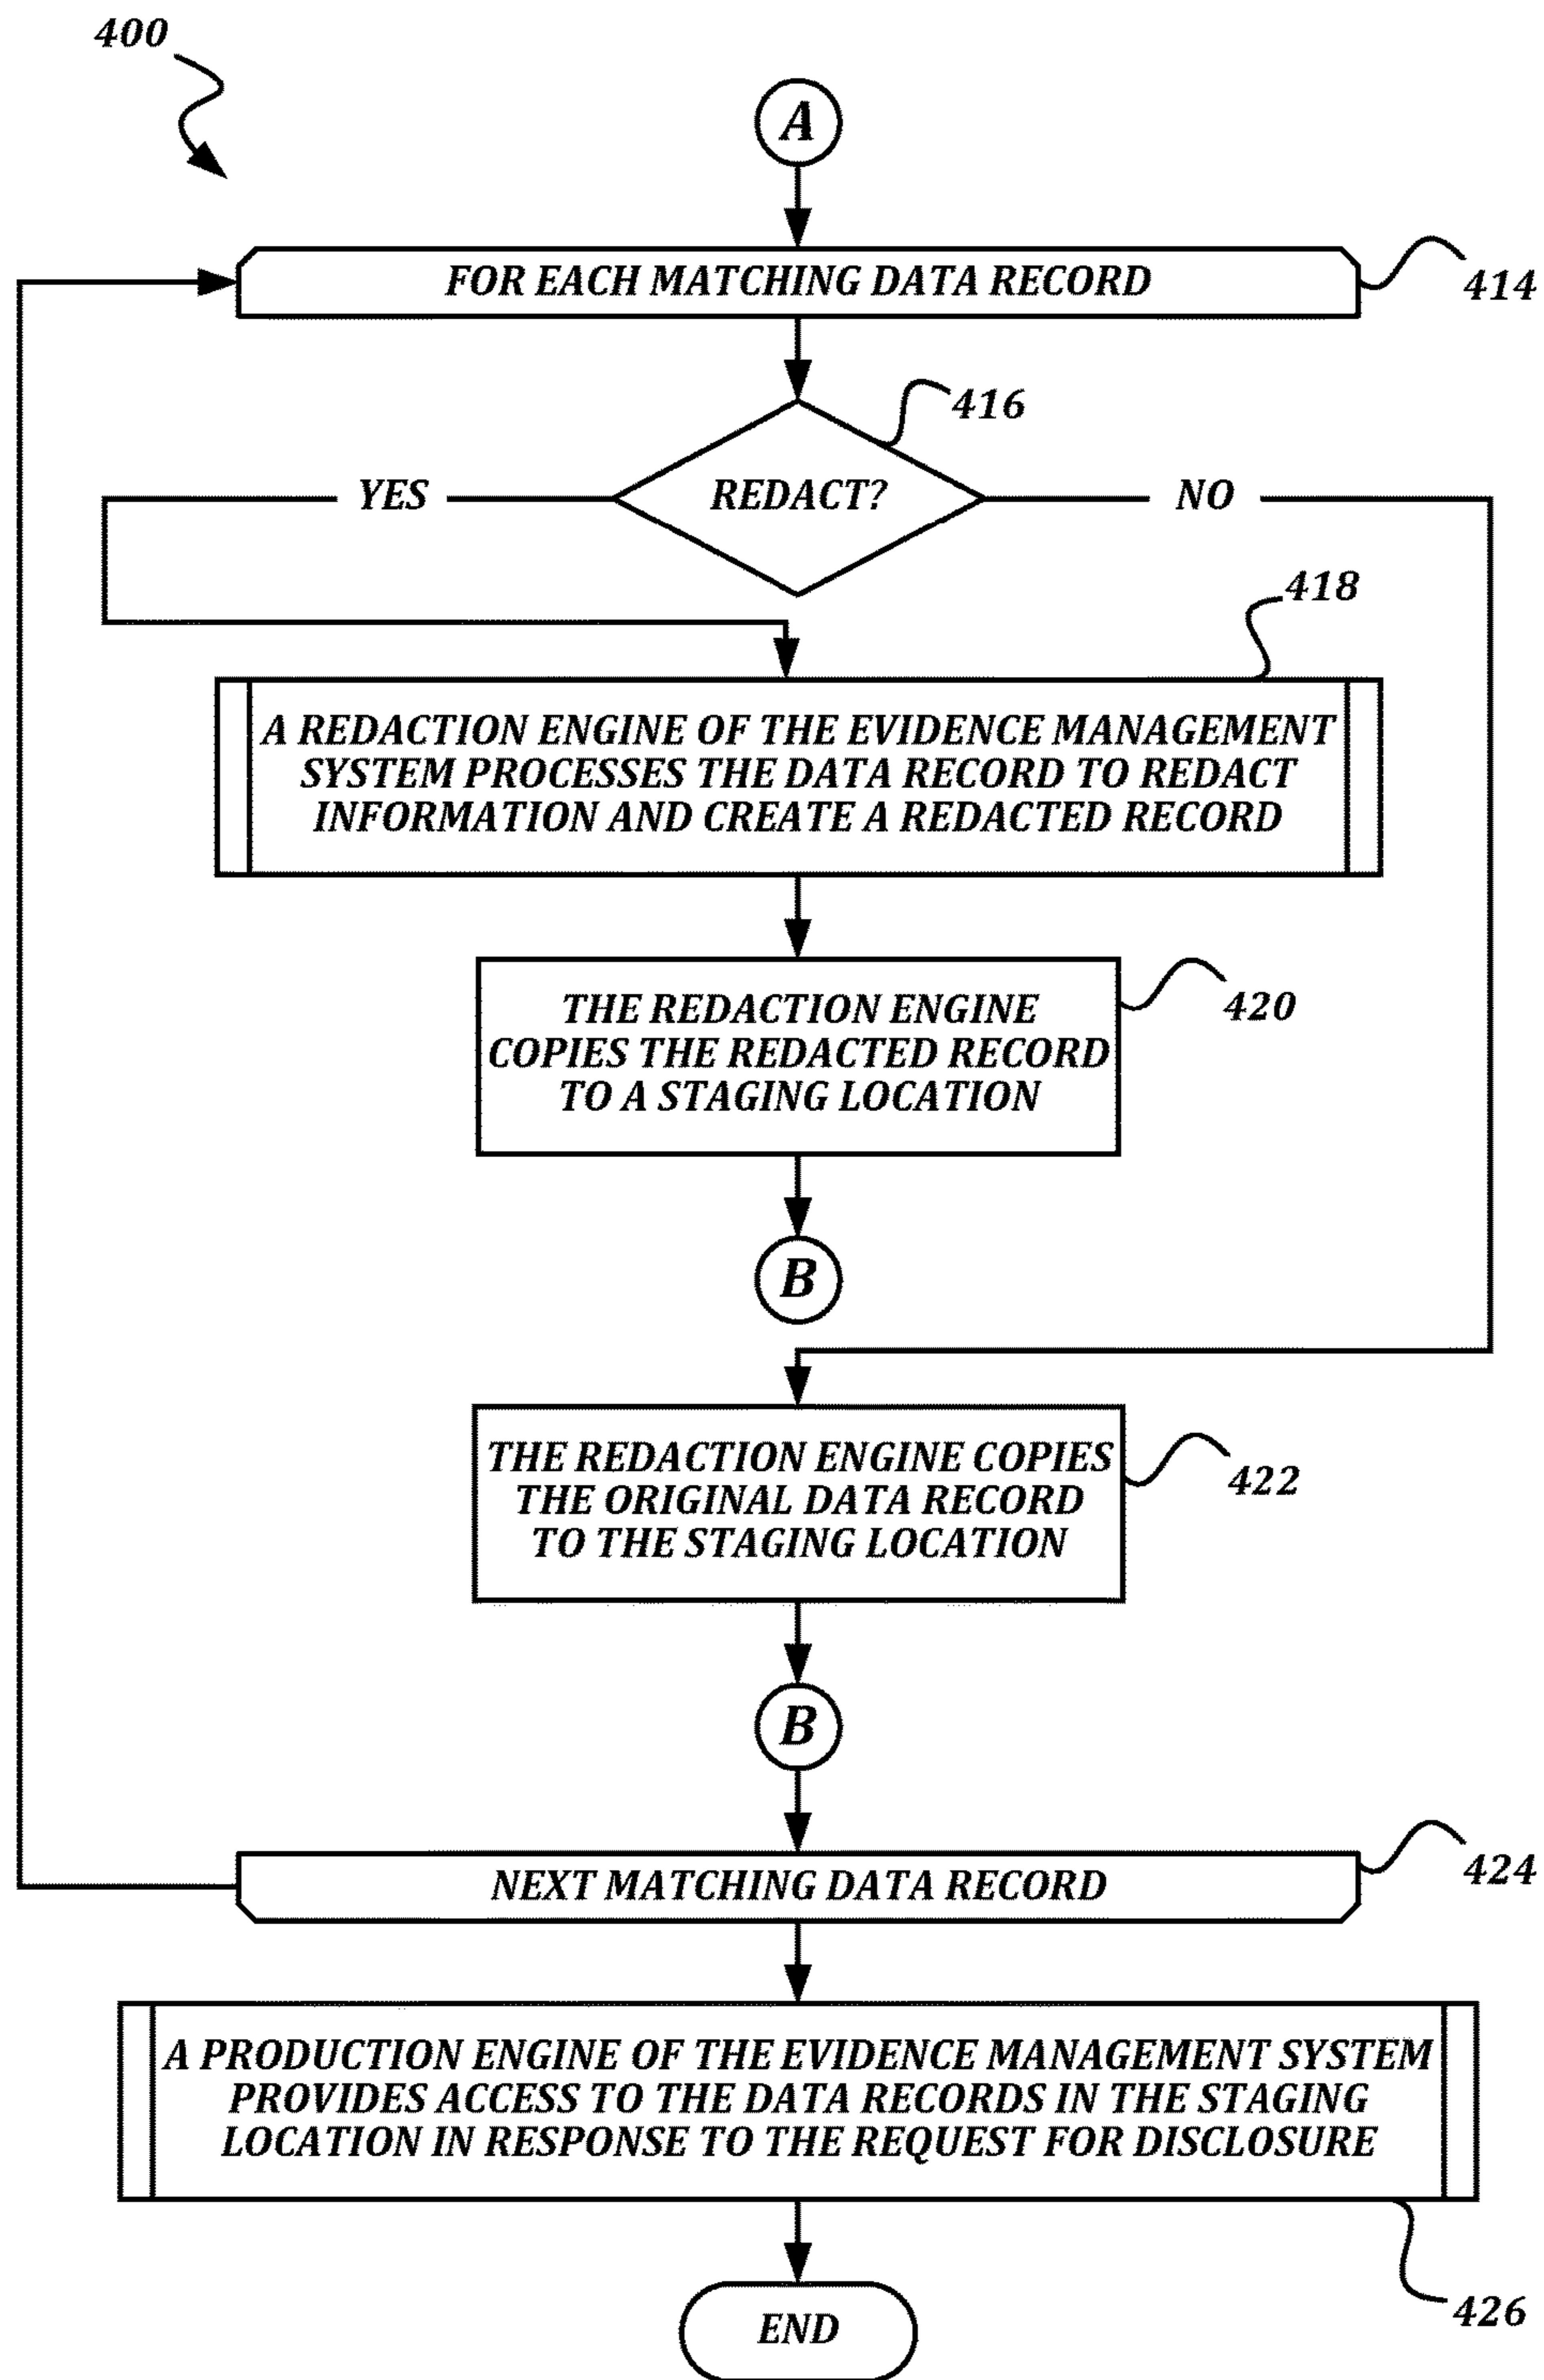 400
A
FOR EACH MATCHING DATA RECORD
414
416
YES
REDACT?
NO
418
A REDACTION ENGINE OF THE EVIDENCE MANAGEMENT
SYSTEM PROCESSES THE DATA RECORD TO REDACT
INFORMATION AND CREATE A REDACTED RECORD
THE REDACTION ENGINE
COPIES THE REDACTED RECORD
TO A STAGING LOCATION
420
B
THE REDACTION ENGINE COPIES
THE ORIGINAL DATA RECORD
TO THE STAGING LOCATION
422
B
NEXT MATCHING DATA RECORD
424
A PRODUCTION ENGINE OF THE EVIDENCE MANAGEMENT SYSTEM
PROVIDES ACCESS TO THE DATA RECORDS IN THE STAGING
LOCATION IN RESPONSE TO THE REQUEST FOR DISCLOSURE
426
END